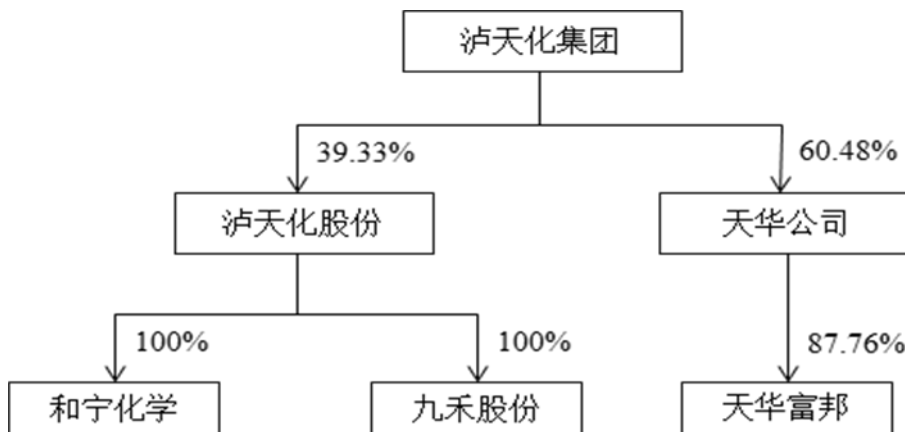 泸天化集团
39.33%
60.48%
泸天化股份
天华公司
100%
100%
87.76%
和宁化学
九禾股份
天华富邦